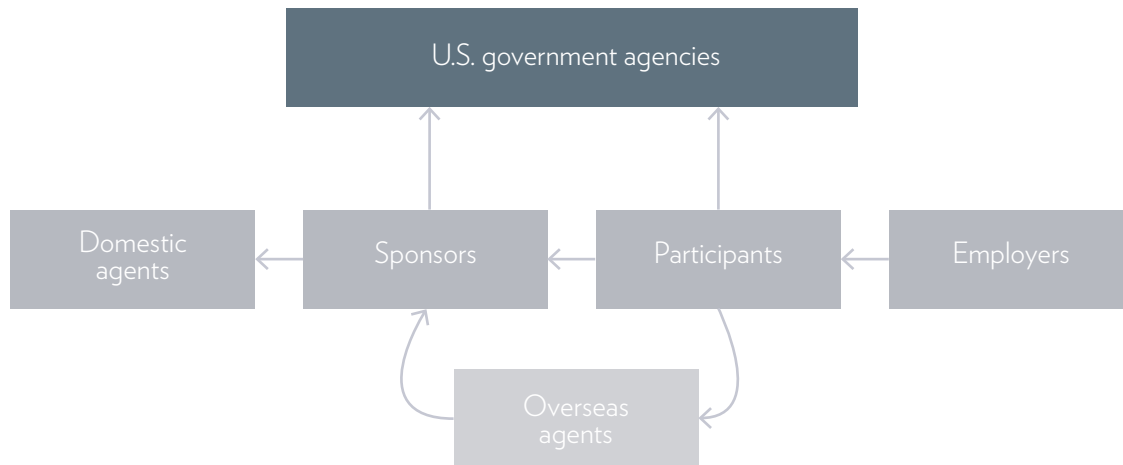 U.S. government agencies
Domestic
agents
Sponsors
Participants
Employers
Overseas
agents